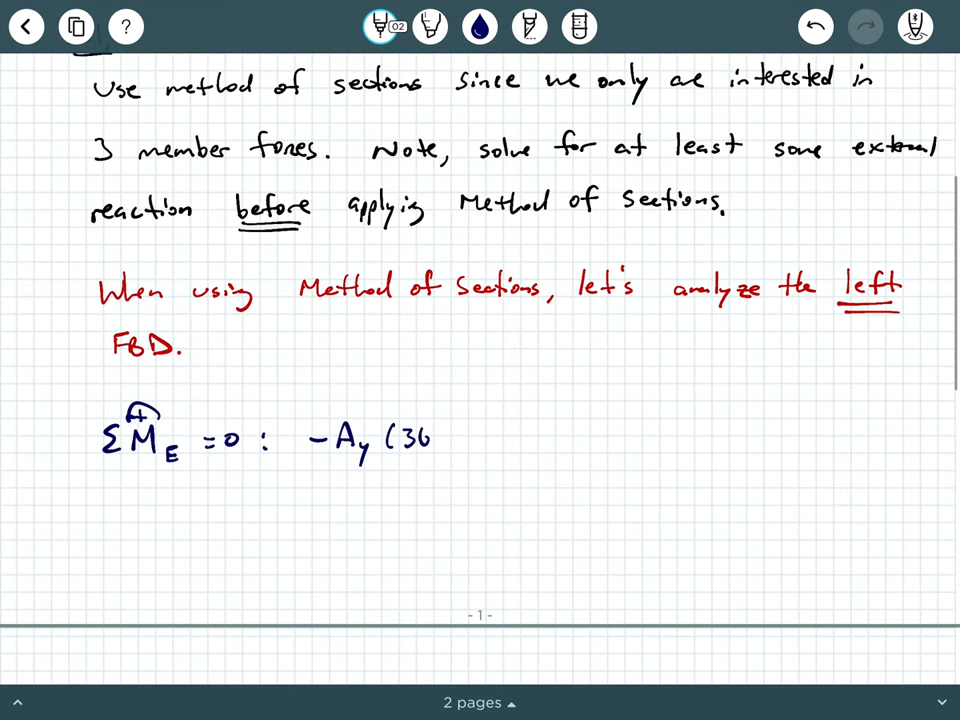 02
Use method of sections since we only are interested in
3 member forces. Note, solve for at least some external
reaction before applying Method of Sections.
When using Method of Sections, let's analyze the left
FBD.
+
ΣM_E = 0 : -A_y (36
- 1 -
2 pages